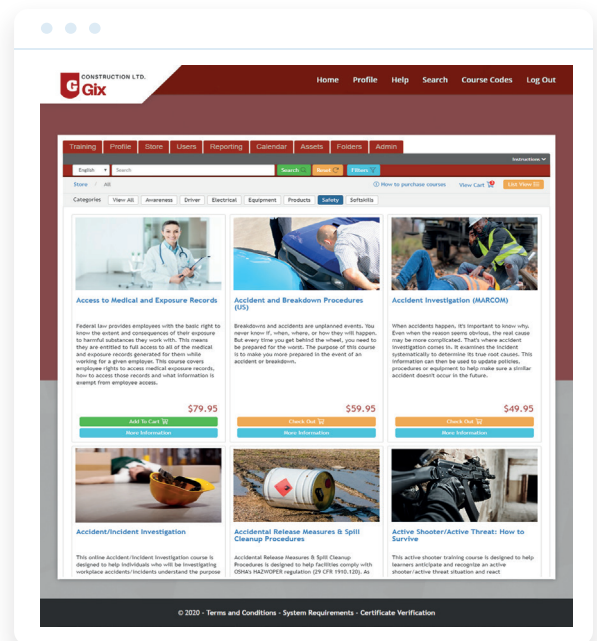 CONSTRUCTION LTD.
Gix
Home Profile Help Search Course Codes Log Out
Training Profile Store Users Reporting Calendar Assets Folders Admin
Instructions
English Search Search Reset Filters
Store / All How to purchase courses View Cart List View
Categories View All Awareness Driver Electrical Equipment Products Safety Softskills
Access to Medical and Exposure Records
Federal law provides employees with the basic right to
know the extent and consequences of their exposure
to harmful substances they work with. This means
they are entitled to full access to all of the medical
and exposure records generated for them while
working for a given employer. This course covers
employee rights to access medical exposure records,
how to access those records and what information is
exempt from employee access.
$79.95
Add To Cart
More Information
Accident and Breakdown Procedures
(US)
Breakdowns and accidents are unplanned events. You
never know if, when, where, or how they will happen.
But every time you get behind the wheel, you need to
be prepared for the worst. The purpose of this course
is to make you more prepared in the event of an
accident or breakdown.
$59.95
Check Out
More Information
Accident Investigation (MARCOM)
When accidents happen, it's important to know why.
Even when the reason seems obvious, the real cause
may be more complicated. That's where accident
investigation comes in. It examines the incident
systematically to determine its true root causes. This
information can then be used to update policies,
procedures or equipment to help make sure a similar
accident doesn't occur in the future.
$49.95
Check Out
More Information
Accident/Incident Investigation
This online Accident/Incident Investigation course is
designed to help individuals who will be investigating
workplace accidents/incidents understand the purpose
Accidental Release Measures & Spill
Cleanup Procedures
Accidental Release Measures & Spill Cleanup
Procedures is designed to help facilities comply with
OSHA's HAZWOPER regulation (29 CFR 1910.120). As
Active Shooter/Active Threat: How to
Survive
This active shooter training course is designed to help
learners anticipate and recognize an active
shooter/active threat situation and react
© 2020 - Terms and Conditions - System Requirements - Certificate Verification